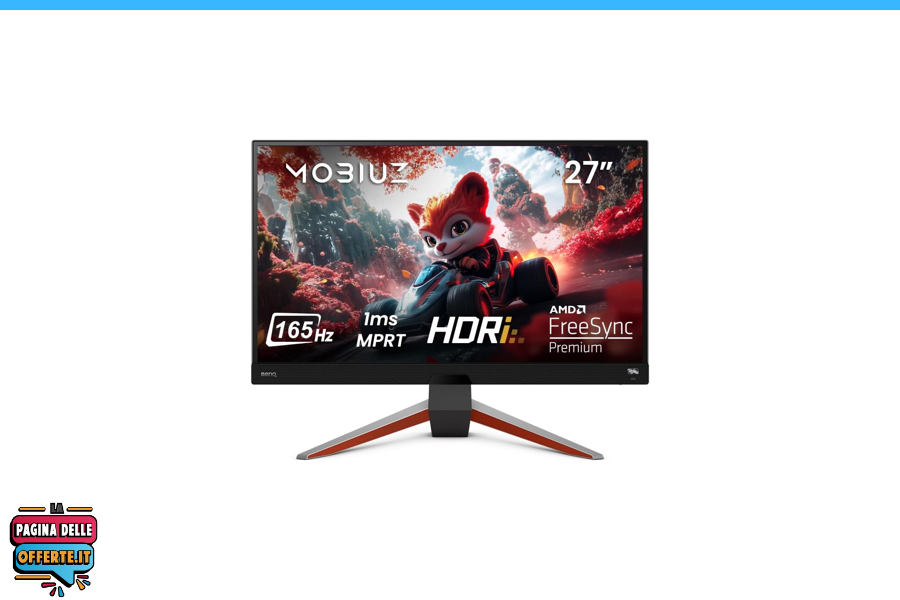 MOBIUZ
27”
165Hz
1ms
MPRT
HDRi
AMD
FreeSync
Premium
BenQ
LA
PAGINA DELLE
OFFERTE.IT